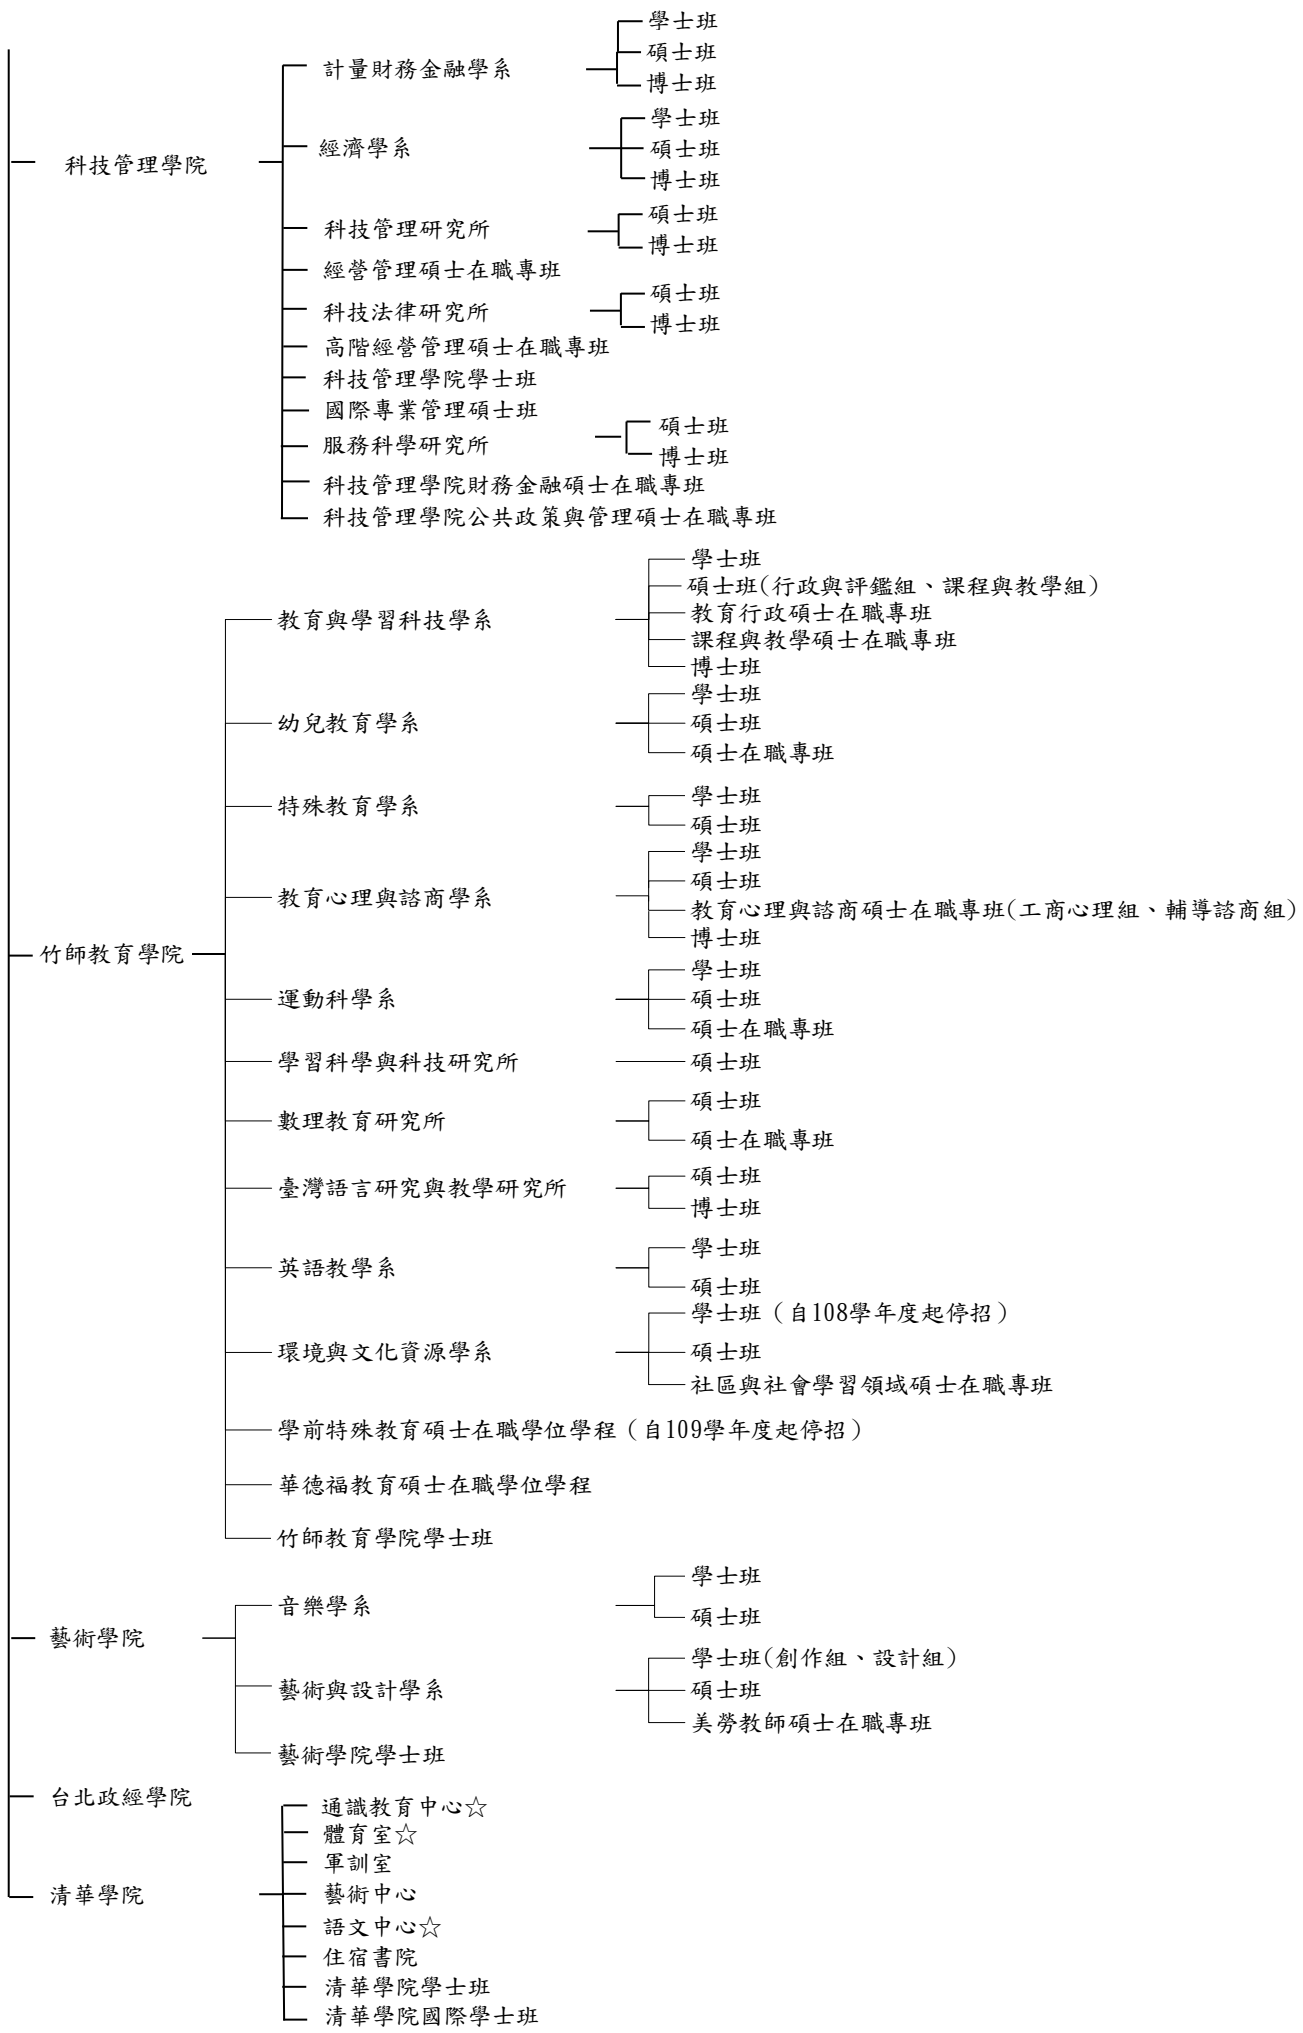 科技管理學院
計量財務金融學系
學士班
碩士班
博士班
經濟學系
學士班
碩士班
博士班
科技管理研究所
碩士班
博士班
經營管理碩士在職專班
科技法律研究所
碩士班
博士班
高階經營管理碩士在職專班
科技管理學院學士班
國際專業管理碩士班
服務科學研究所
碩士班
博士班
科技管理學院財務金融碩士在職專班
科技管理學院公共政策與管理碩士在職專班
竹師教育學院
教育與學習科技學系
學士班
碩士班(行政與評鑑組、課程與教學組)
教育行政碩士在職專班
課程與教學碩士在職專班
博士班
幼兒教育學系
學士班
碩士班
碩士在職專班
特殊教育學系
學士班
碩士班
教育心理與諮商學系
學士班
碩士班
教育心理與諮商碩士在職專班(工商心理組、輔導諮商組)
博士班
運動科學系
學士班
碩士班
碩士在職專班
學習科學與科技研究所
碩士班
數理教育研究所
碩士班
碩士在職專班
臺灣語言研究與教學研究所
碩士班
博士班
英語教學系
學士班
碩士班
環境與文化資源學系
學士班（自108學年度起停招）
碩士班
社區與社會學習領域碩士在職專班
學前特殊教育碩士在職學位學程（自109學年度起停招）
華德福教育碩士在職學位學程
竹師教育學院學士班
藝術學院
音樂學系
學士班
碩士班
藝術與設計學系
學士班(創作組、設計組)
碩士班
美勞教師碩士在職專班
藝術學院學士班
台北政經學院
清華學院
通識教育中心☆
體育室☆
軍訓室
藝術中心
語文中心☆
住宿書院
清華學院學士班
清華學院國際學士班